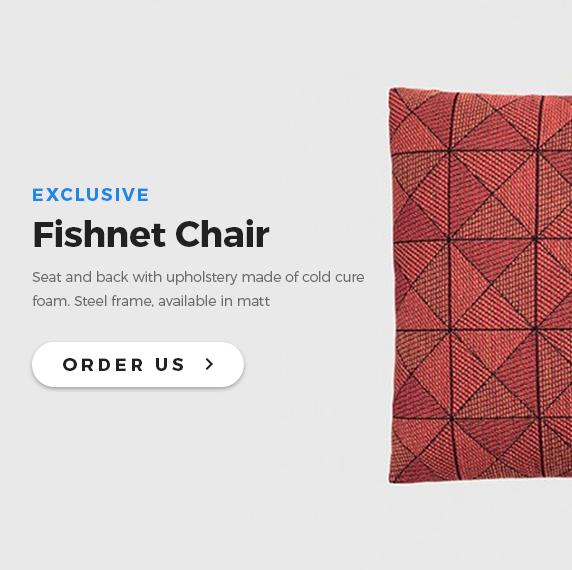 EXCLUSIVE
Fishnet Chair
Seat and back with upholstery made of cold cure
foam. Steel frame, available in matt
ORDER US